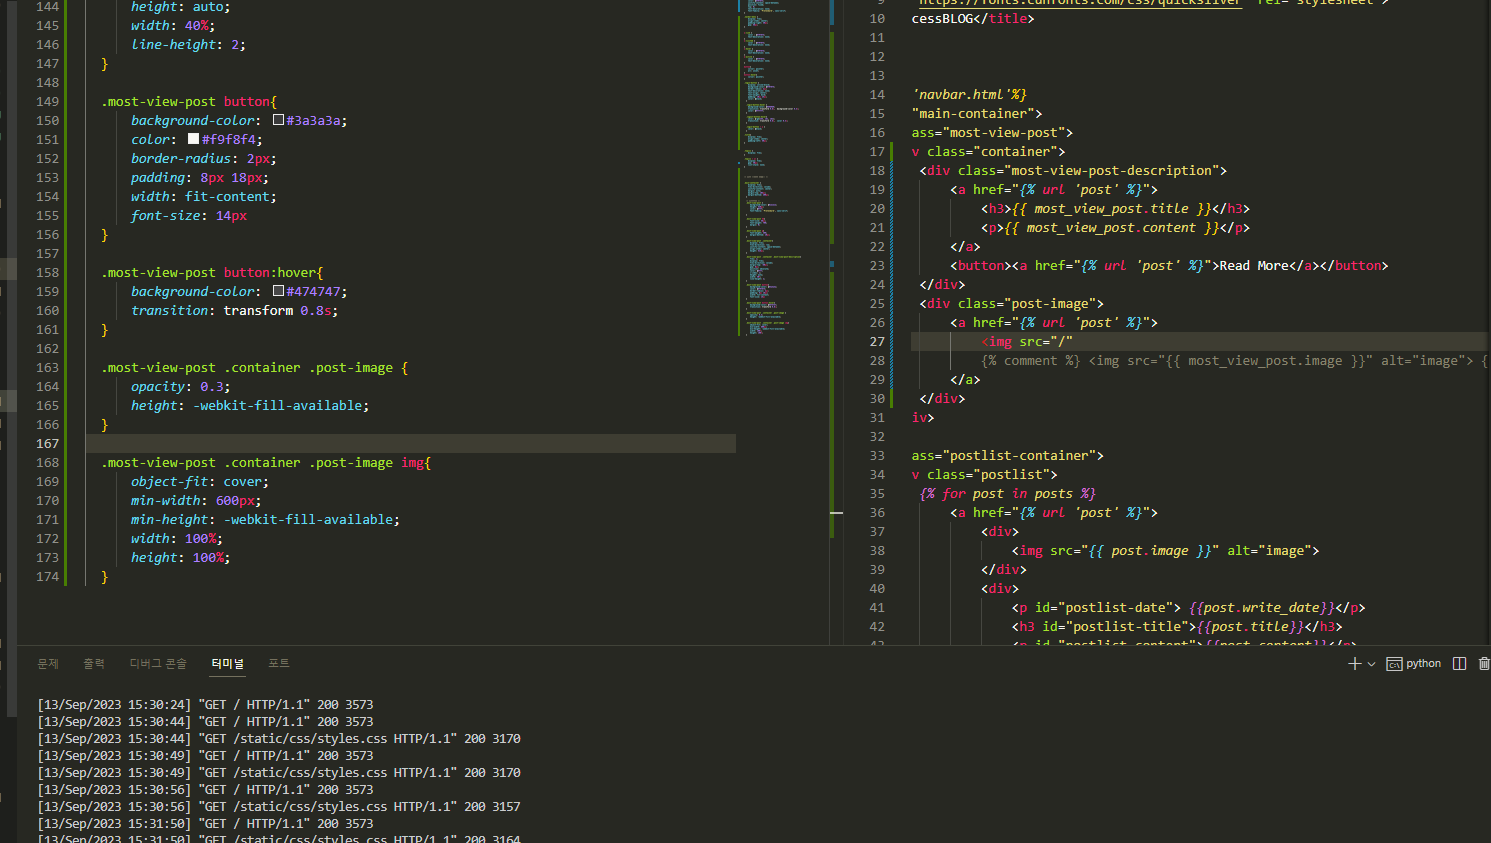 144 height: auto;
145 width: 40%;
146 line-height: 2;
147 }
148
149 .most-view-post button{
150 background-color: #3a3a3a;
151 color: #f9f8f4;
152 border-radius: 2px;
153 padding: 8px 18px;
154 width: fit-content;
155 font-size: 14px
156 }
157
158 .most-view-post button:hover{
159 background-color: #474747;
160 transition: transform 0.8s;
161 }
162
163 .most-view-post .container .post-image {
164 opacity: 0.3;
165 height: -webkit-fill-available;
166 }
167
168 .most-view-post .container .post-image img{
169 object-fit: cover;
170 min-width: 600px;
171 min-height: -webkit-fill-available;
172 width: 100%;
173 height: 100%;
174 }
9 https://fonts.cdnfonts.com/css/quicksilver" rel="stylesheet">
10 cessBLOG</title>
11
12
13
14 'navbar.html'%}
15 "main-container">
16 ass="most-view-post">
17 v class="container">
18 <div class="most-view-post-description">
19 <a href="{% url 'post' %}">
20 <h3>{{ most_view_post.title }}</h3>
21 <p>{{ most_view_post.content }}</p>
22 </a>
23 <button><a href="{% url 'post' %}">Read More</a></button>
24 </div>
25 <div class="post-image">
26 <a href="{% url 'post' %}">
27 <img src="/"
28 {% comment %} <img src="{{ most_view_post.image }}" alt="image"> {
29 </a>
30 </div>
31 iv>
32
33 ass="postlist-container">
34 v class="postlist">
35 {% for post in posts %}
36 <a href="{% url 'post' %}">
37 <div>
38 <img src="{{ post.image }}" alt="image">
39 </div>
40 <div>
41 <p id="postlist-date"> {{post.write_date}}</p>
42 <h3 id="postlist-title">{{post.title}}</h3>
<p id="postlist-content">{{post.content}}</p>
문제 출력 디버그 콘솔 터미널 포트
python
[13/Sep/2023 15:30:24] "GET / HTTP/1.1" 200 3573
[13/Sep/2023 15:30:44] "GET / HTTP/1.1" 200 3573
[13/Sep/2023 15:30:44] "GET /static/css/styles.css HTTP/1.1" 200 3170
[13/Sep/2023 15:30:49] "GET / HTTP/1.1" 200 3573
[13/Sep/2023 15:30:49] "GET /static/css/styles.css HTTP/1.1" 200 3170
[13/Sep/2023 15:30:56] "GET / HTTP/1.1" 200 3573
[13/Sep/2023 15:30:56] "GET /static/css/styles.css HTTP/1.1" 200 3157
[13/Sep/2023 15:31:50] "GET / HTTP/1.1" 200 3573
[13/Sep/2023 15:31:50] "GET /static/css/styles.css HTTP/1.1" 200 3164